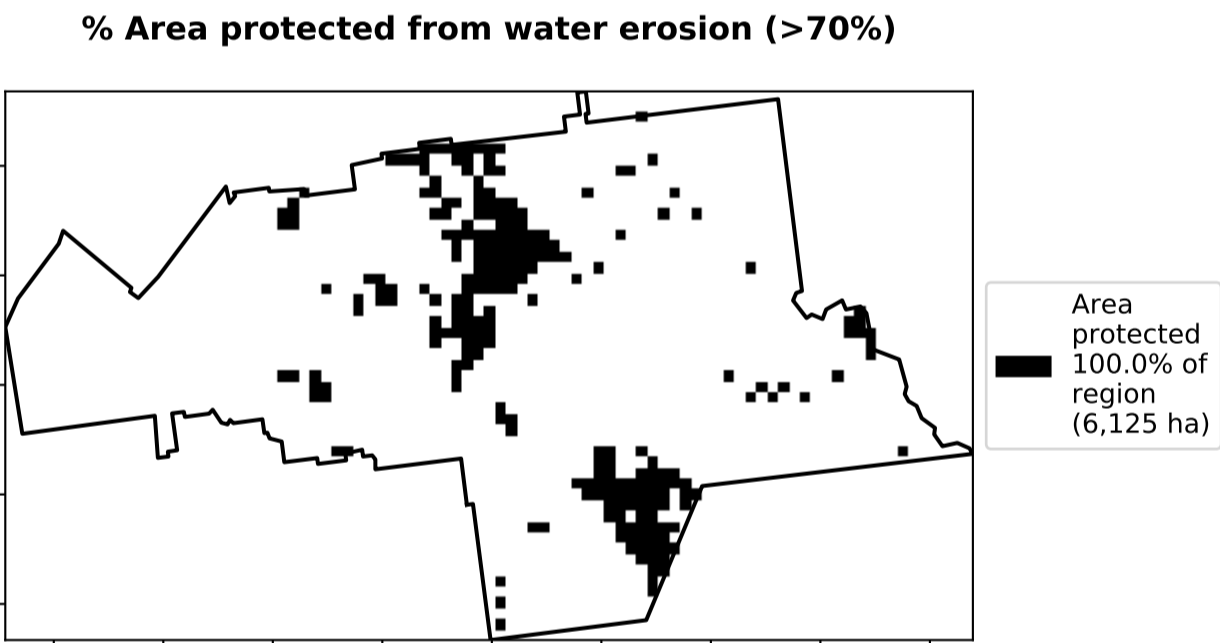 % Area protected from water erosion (>70%)
Area
protected
100.0% of
region
(6,125 ha)